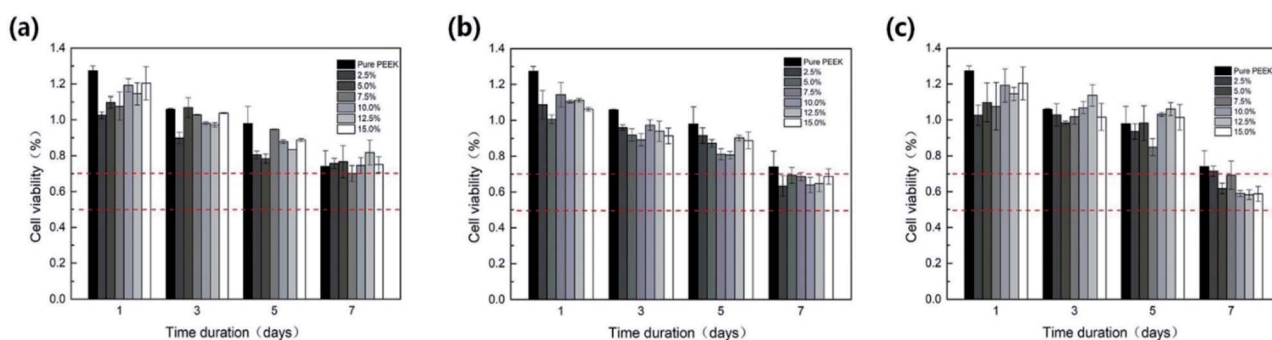 (a)
1.4
1.2
1.0
0.8
0.6
0.4
0.2
0.0
Cell viability（%）
Pure PEEK
2.5%
5.0%
7.5%
10.0%
12.5%
15.0%
1 3 5 7
Time duration（days）
(b)
1.4
1.2
1.0
0.8
0.6
0.4
0.2
0.0
Cell viability（%）
Pure PEEK
2.5%
5.0%
7.5%
10.0%
12.5%
15.0%
1 3 5 7
Time duration（days）
(c)
1.4
1.2
1.0
0.8
0.6
0.4
0.2
0.0
Cell viability（%）
Pure PEEK
2.5%
5.0%
7.5%
10.0%
12.5%
15.0%
1 3 5 7
Time duration（days）